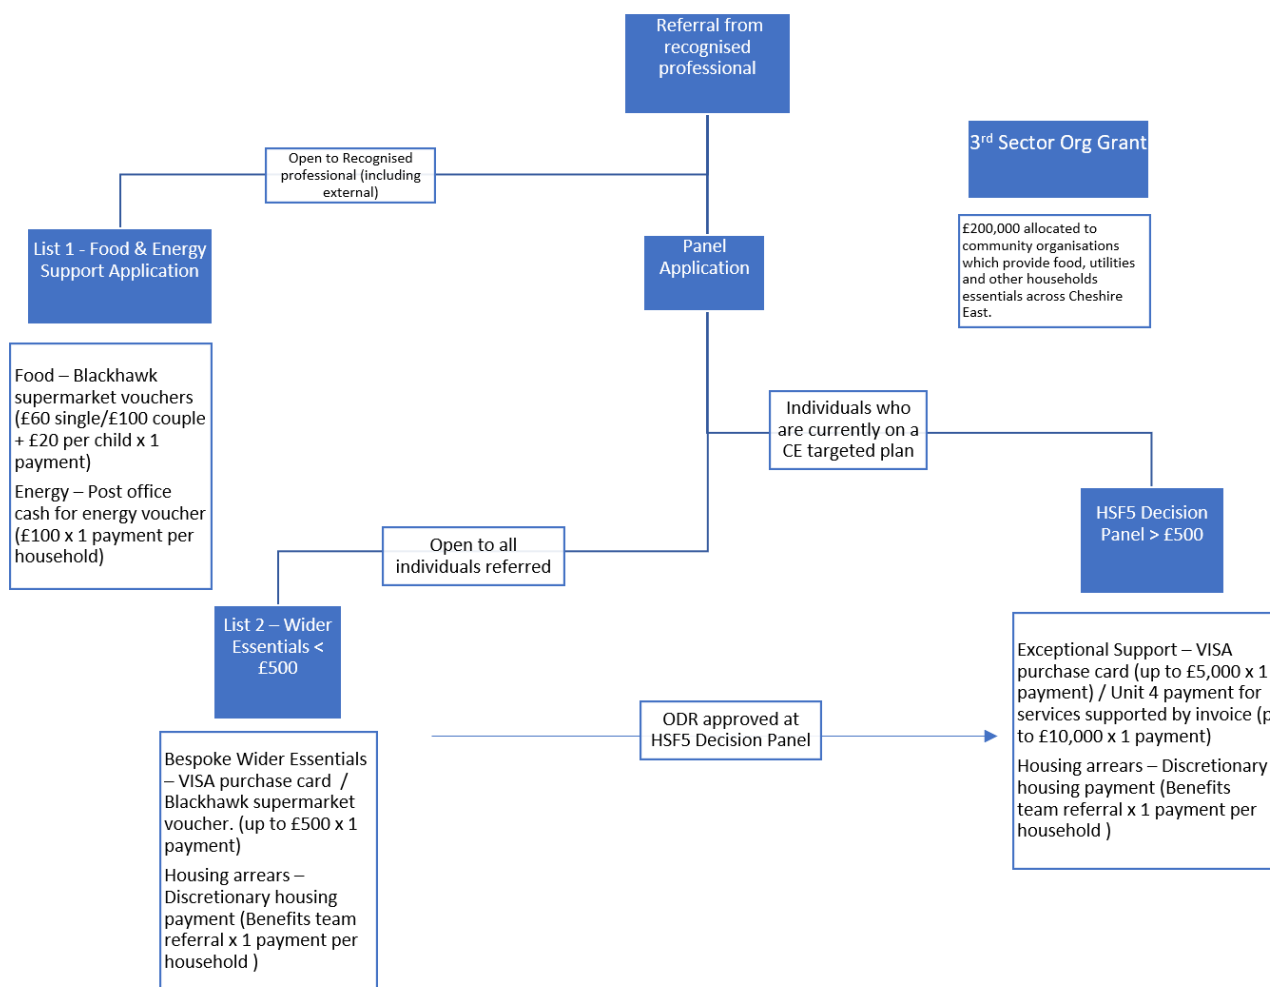 Referral from
recognised
professional
3rd Sector Org Grant
Open to Recognised
professional (including
external)
£200,000 allocated to
community organisations
which provide food, utilities
and other households
essentials across Cheshire
East.
List 1 - Food & Energy
Support Application
Panel
Application
Food – Blackhawk
supermarket vouchers
(£60 single/£100 couple
+ £20 per child x 1
payment)
Energy – Post office
cash for energy voucher
(£100 x 1 payment per
household)
Individuals who
are currently on a
CE targeted plan
HSF5 Decision
Panel > £500
Open to all
individuals referred
List 2 – Wider
Essentials <
£500
Exceptional Support – VISA
purchase card (up to £5,000 x 1
payment) / Unit 4 payment for
services supported by invoice (p
to £10,000 x 1 payment)
Housing arrears – Discretionary
housing payment (Benefits
team referral x 1 payment per
household )
ODR approved at
HSF5 Decision Panel
Bespoke Wider Essentials
– VISA purchase card  /
Blackhawk supermarket
voucher. (up to £500 x 1
payment)
Housing arrears –
Discretionary housing
payment (Benefits team
referral x 1 payment per
household )